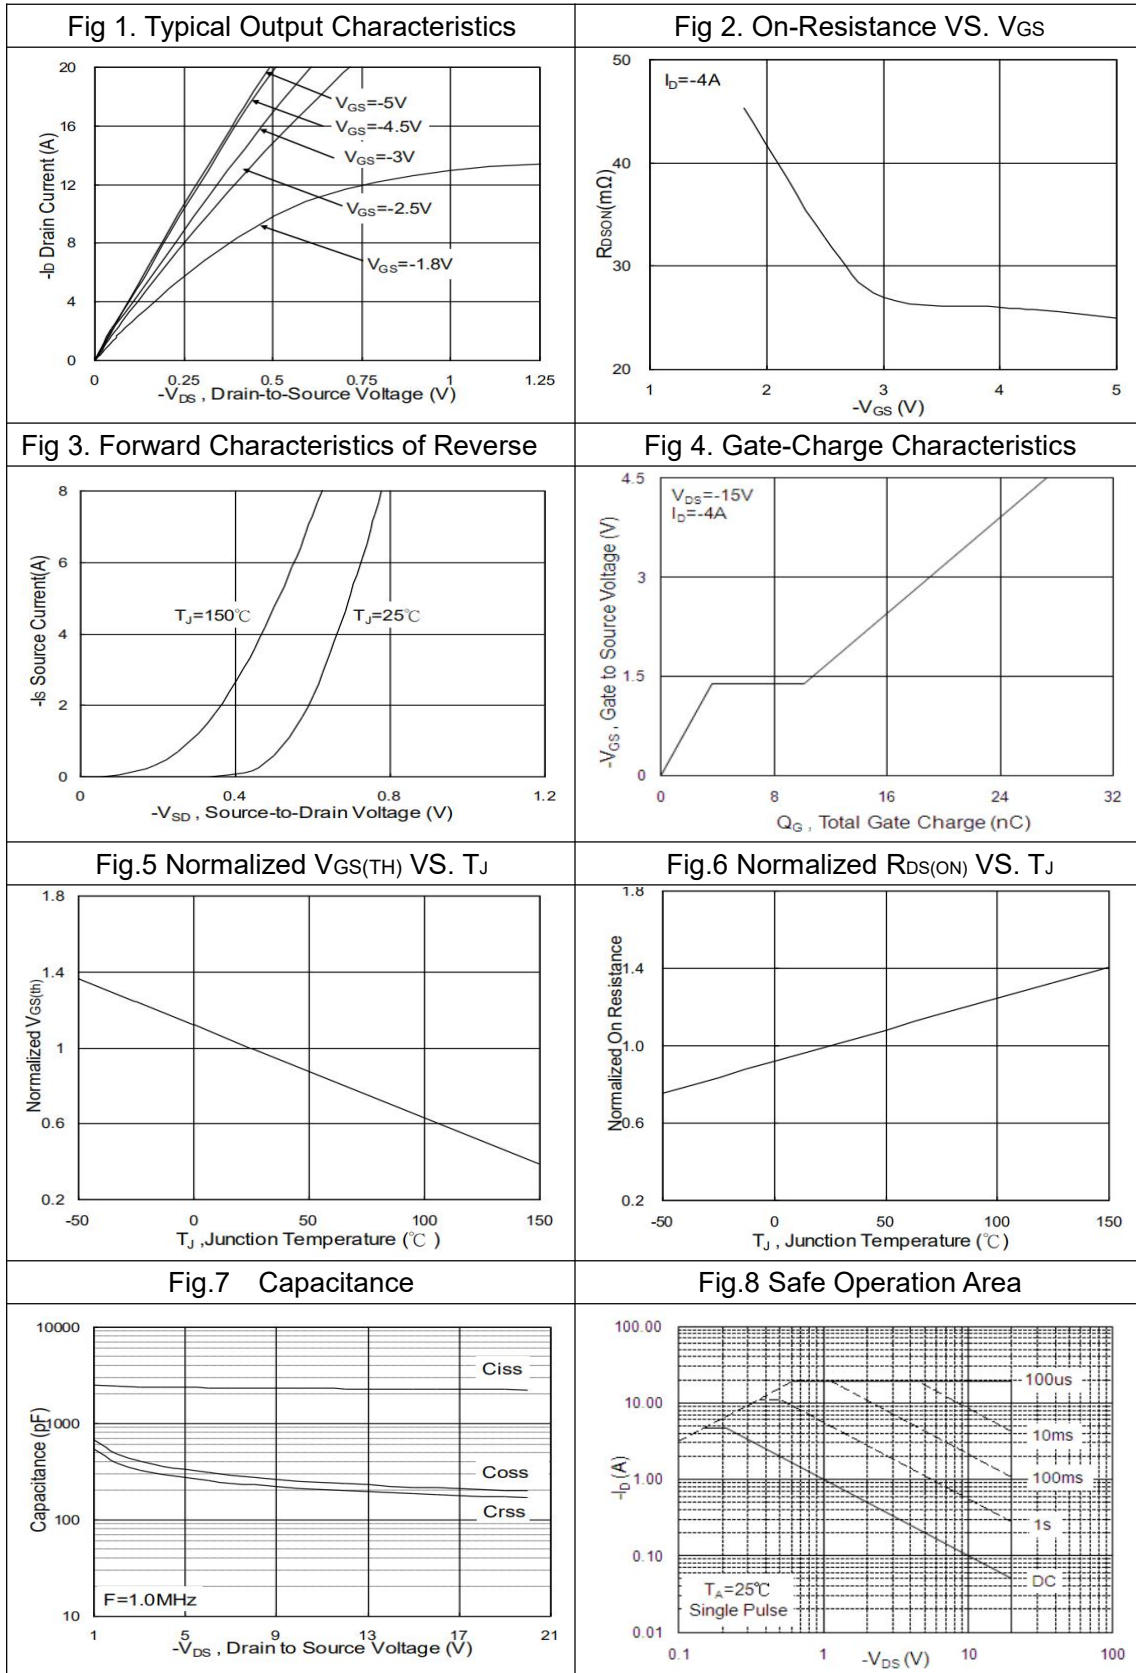 Fig 1. Typical Output Characteristics
20
16
12
8
4
0
-ID Drain Current (A)
VGS=-5V
VGS=-4.5V
VGS=-3V
VGS=-2.5V
VGS=-1.8V
0 0.25 0.5 0.75 1 1.25
-VDS , Drain-to-Source Voltage (V)
Fig 2. On-Resistance VS. VGS
50
40
30
20
RDSON(mΩ)
ID=-4A
1 2 3 4 5
-VGS (V)
Fig 3. Forward Characteristics of Reverse
8
6
4
2
0
-IS Source Current(A)
TJ=150℃
TJ=25℃
0 0.4 0.8 1.2
-VSD , Source-to-Drain Voltage (V)
Fig 4. Gate-Charge Characteristics
4.5
3
1.5
0
-VGS , Gate to Source Voltage (V)
VDS=-15V
ID=-4A
0 8 16 24 32
QG , Total Gate Charge (nC)
Fig.5 Normalized VGS(TH) VS. TJ
1.8
1.4
1
0.6
0.2
Normalized VGS(th)
-50 0 50 100 150
TJ ,Junction Temperature (℃ )
Fig.6 Normalized RDS(ON) VS. TJ
1.8
1.4
1.0
0.6
0.2
Normalized On Resistance
-50 0 50 100 150
TJ , Junction Temperature (℃)
Fig.7 Capacitance
10000
1000
100
10
Capacitance (pF)
Ciss
Coss
Crss
F=1.0MHz
1 5 9 13 17 21
-VDS , Drain to Source Voltage (V)
Fig.8 Safe Operation Area
100.00
10.00
1.00
0.10
0.01
-ID (A)
100us
10ms
100ms
1s
DC
TA=25℃
Single Pulse
0.1 1 10 100
-VDS (V)